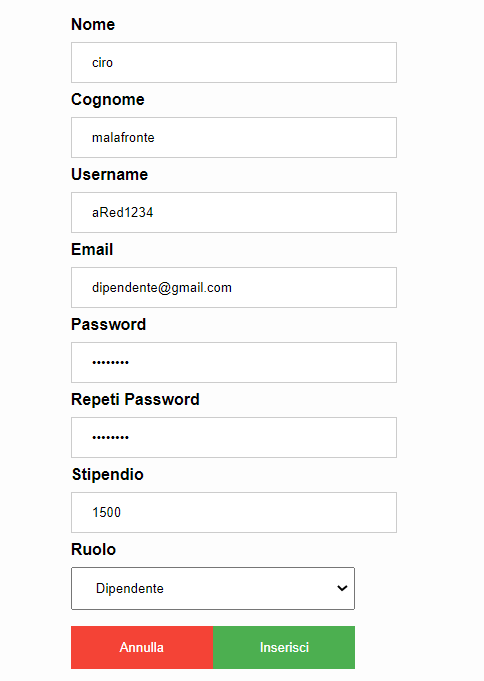 Nome
ciro
Cognome
malafronte
Username
aRed1234
Email
dipendente@gmail.com
Password
••••••••
Repeti Password
••••••••
Stipendio
1500
Ruolo
Dipendente
Annulla Inserisci